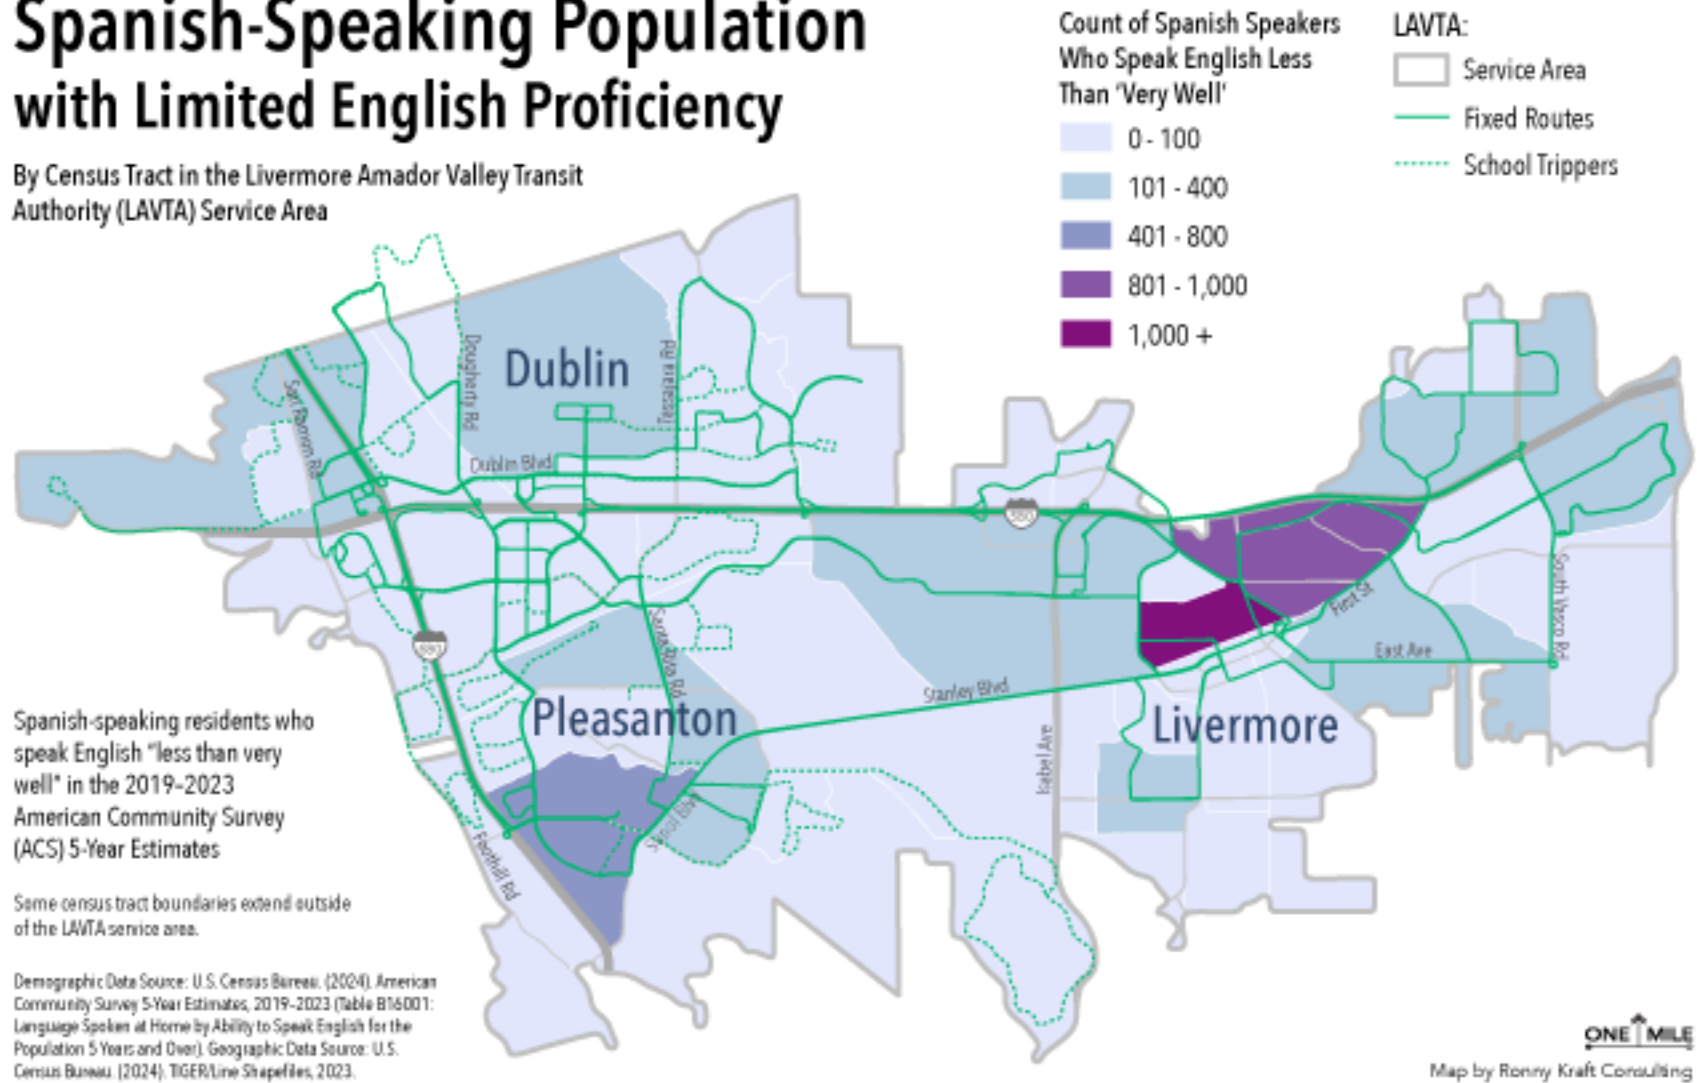 Spanish-Speaking Population
with Limited English Proficiency
By Census Tract in the Livermore Amador Valley Transit
Authority (LAVTA) Service Area
Count of Spanish Speakers
Who Speak English Less
Than ‘Very Well’
0 - 100
101 - 400
401 - 800
801 - 1,000
1,000 +
LAVTA:
Service Area
Fixed Routes
School Trippers
Dublin
Dougherty Rd
Tassajara Rd
San Ramon Rd
Dublin Blvd
580
680
Santa Rita Rd
First St
South Vasco Rd
East Ave
Stanley Blvd
Pleasanton
Livermore
Isabel Ave
Sunol Blvd
Foothill Rd
Spanish-speaking residents who
speak English “less than very
well” in the 2019–2023
American Community Survey
(ACS) 5-Year Estimates
Some census tract boundaries extend outside
of the LAVTA service area.
Demographic Data Source: U.S. Census Bureau. (2024). American
Community Survey 5-Year Estimates, 2019–2023 (Table B16001:
Language Spoken at Home by Ability to Speak English for the
Population 5 Years and Over). Geographic Data Source: U.S.
Census Bureau. (2024). TIGER/Line Shapefiles, 2023.
ONE MILE
Map by Ronny Kraft Consulting